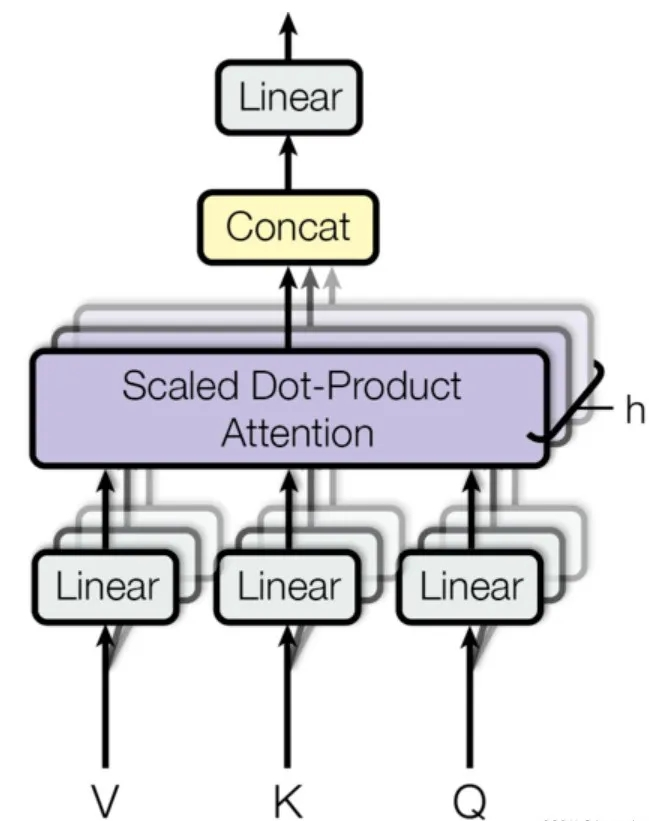 Linear
Concat
Scaled Dot-Product
Attention
h
Linear
Linear
Linear
V
K
Q